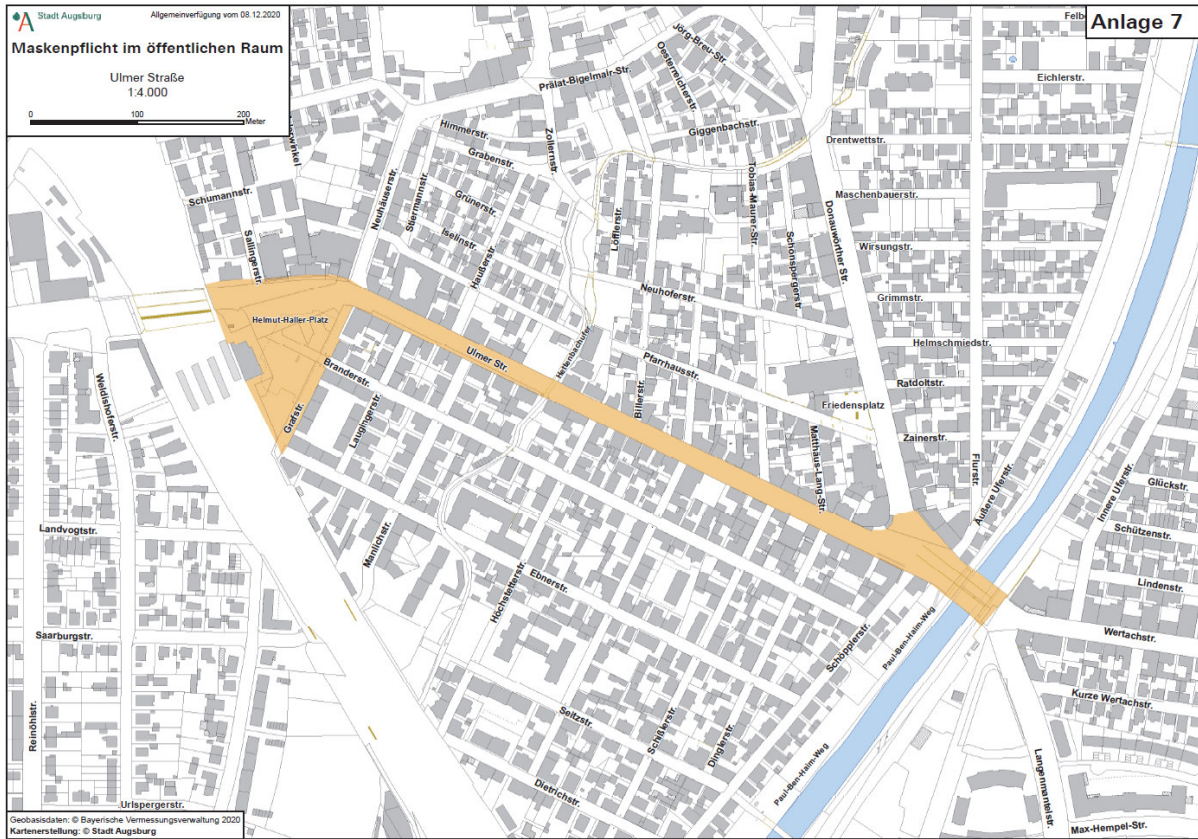 Stadt Augsburg
Allgemeinverfügung vom 08.12.2020
Maskenpflicht im öffentlichen Raum
Ulmer Straße
1:4.000
0 100 200
Meter
Anlage 7
Jörg-Breu-Str.
Oesterreicherstr.
Prälat-Bigelmair-Str.
Eichlerstr.
Giggenbachstr.
Himmerstr.
Zollernstr.
Drentwettstr.
Grabenstr.
Schumannstr.
Neuhäuserstr.
Stiermannstr.
Grünerstr.
Tobias-Maurer-Str.
Maschenbauerstr.
Iselinstr.
Löfflerstr.
Schönspergerstr.
Donauwörther Str.
Wirsungstr.
Sallingerstr.
Haußerstr.
Neuhoferstr.
Grimmstr.
Helmut-Haller-Platz
Hettenbachufer
Helmschmiedstr.
Ulmer Str.
Pfarrhausstr.
Branderstr.
Ratdoltstr.
Weldishoferstr.
Billerstr.
Friedensplatz
Grafstr.
Laugingerstr.
Matthäus-Lang-Str.
Zainerstr.
Flurstr.
Äußere Uferstr.
Innere Uferstr.
Glückstr.
Landvogtstr.
Manlichstr.
Schützenstr.
Höchstetterstr.
Ebnerstr.
Lindenstr.
Saarburgstr.
Schöpplerstr.
Paul-Ben-Haim-Weg
Wertachstr.
Reinöhlstr.
Seitzstr.
Schißlerstr.
Dinglerstr.
Kurze Wertachstr.
Paul-Ben-Haim-Weg
Langenmantelstr.
Dietrichstr.
Urlspergerstr.
Max-Hempel-Str.
Geobasisdaten: © Bayerische Vermessungsverwaltung 2020
Kartenerstellung: © Stadt Augsburg